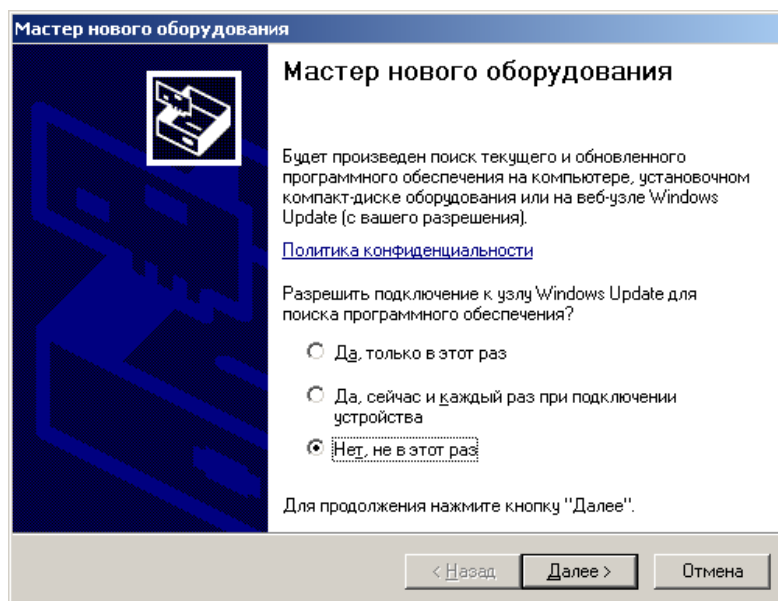 Мастер нового оборудования
Мастер нового оборудования
Будет произведен поиск текущего и обновленного
программного обеспечения на компьютере, установочном
компакт-диске оборудования или на веб-узле Windows
Update (с вашего разрешения).
Политика конфиденциальности
Разрешить подключение к узлу Windows Update для
поиска программного обеспечения?
Да, только в этот раз
Да, сейчас и каждый раз при подключении
устройства
Нет, не в этот раз
Для продолжения нажмите кнопку "Далее".
< Назад Далее > Отмена